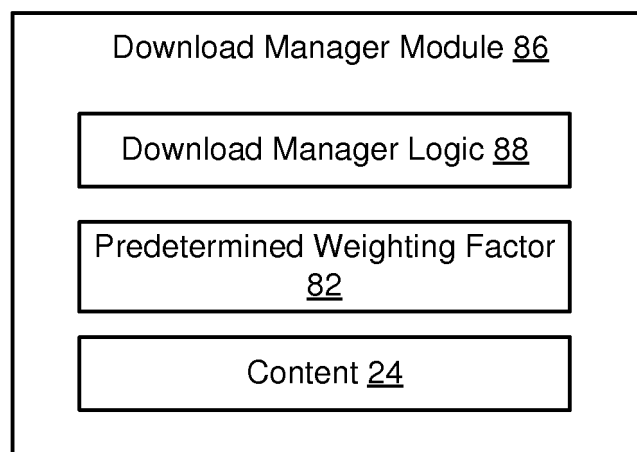 Download Manager Module 86
Download Manager Logic 88
Predetermined Weighting Factor
82
Content 24